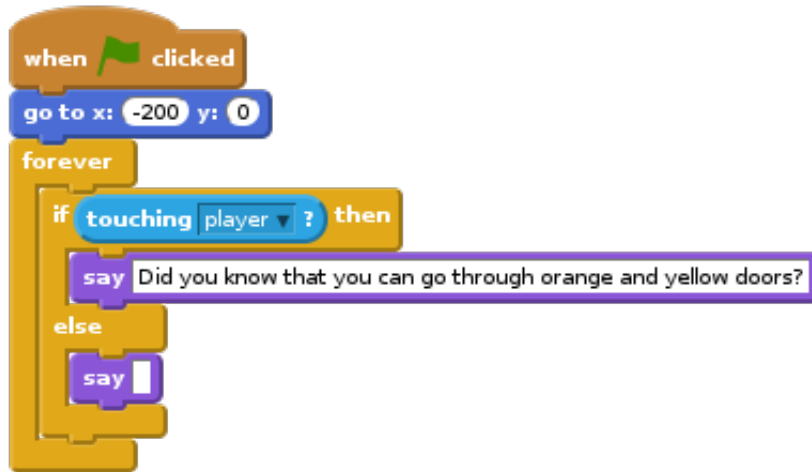 when clicked
go to x: -200 y: 0
forever
if touching player ? then
say Did you know that you can go through orange and yellow doors?
else
say